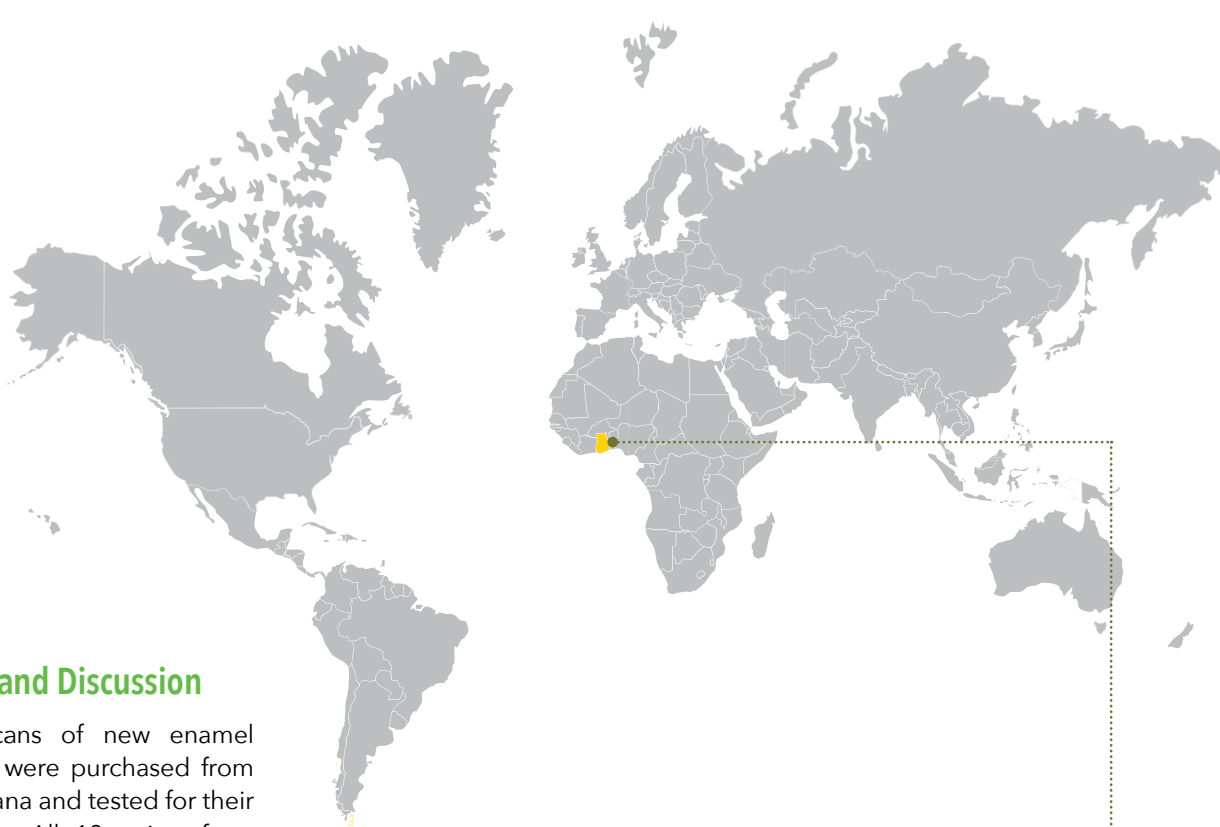 and Discussion
cans of new enamel
were purchased from
ana and tested for their